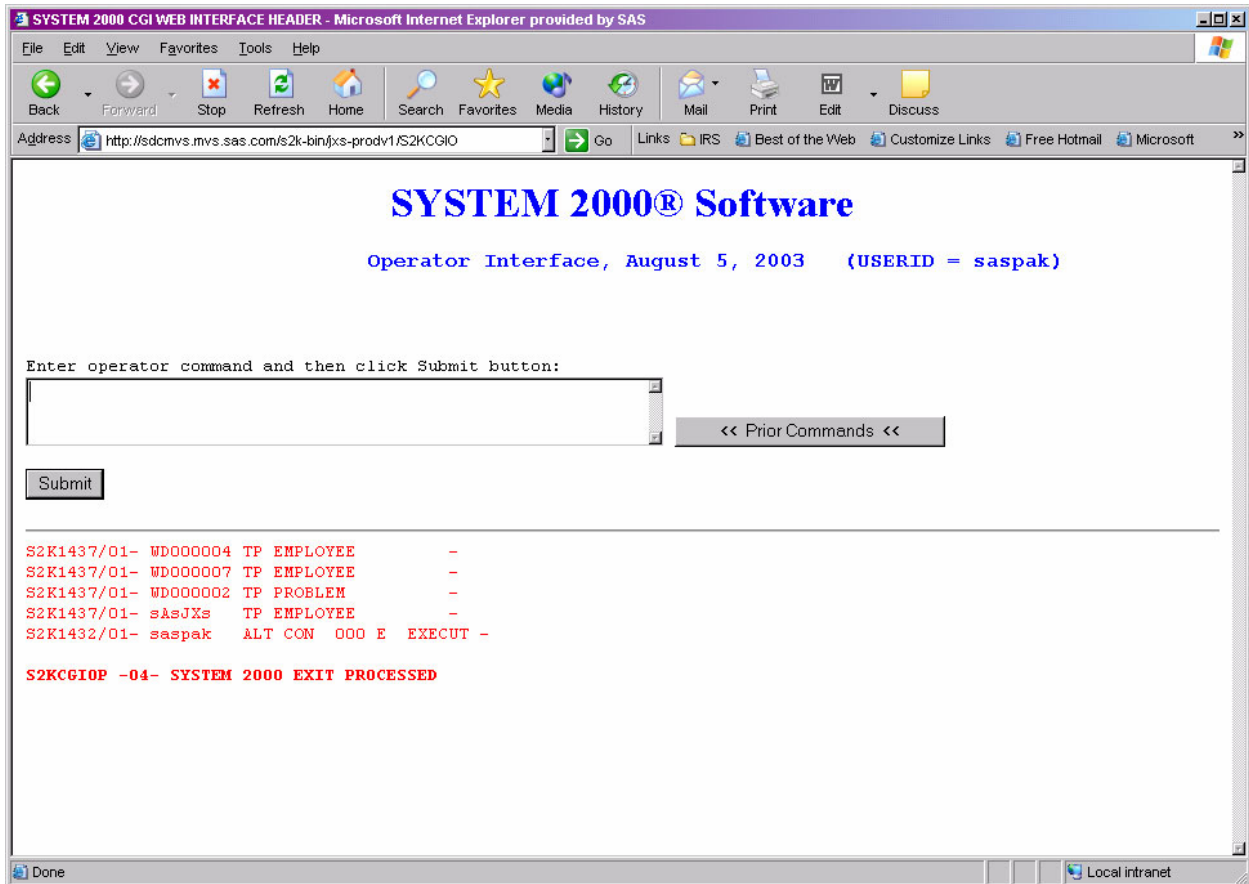 SYSTEM 2000 CGI WEB INTERFACE HEADER - Microsoft Internet Explorer provided by SAS
File Edit View Favorites Tools Help
Back Forward Stop Refresh Home Search Favorites Media History Mail Print Edit Discuss
Address http://sdcmvs.mvs.sas.com/s2k-bin/jxs-prodv1/S2KCGIO Go Links IRS Best of the Web Customize Links Free Hotmail Microsoft »
SYSTEM 2000® Software
Operator Interface, August 5, 2003 (USERID = saspak)
Enter operator command and then click Submit button:
<< Prior Commands <<
Submit
S2K1437/01- WD000004 TP EMPLOYEE -
S2K1437/01- WD000007 TP EMPLOYEE -
S2K1437/01- WD000002 TP PROBLEM -
S2K1437/01- sAsJXs TP EMPLOYEE -
S2K1432/01- saspak ALT CON 000 E EXECUT -
S2KCGIOP -04- SYSTEM 2000 EXIT PROCESSED
Done
Local intranet